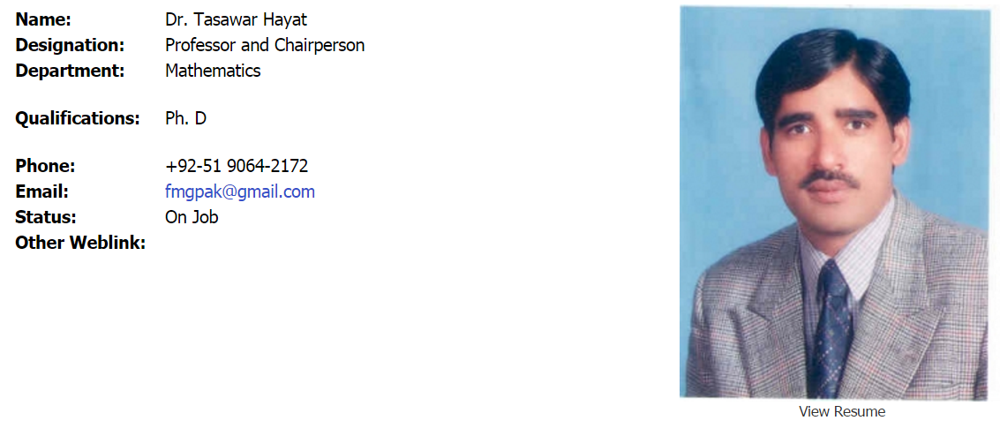 Name: Dr. Tasawar Hayat
Designation: Professor and Chairperson
Department: Mathematics
Qualifications: Ph. D
Phone: +92-51 9064-2172
Email: fmgpak@gmail.com
Status: On Job
Other Weblink:
View Resume